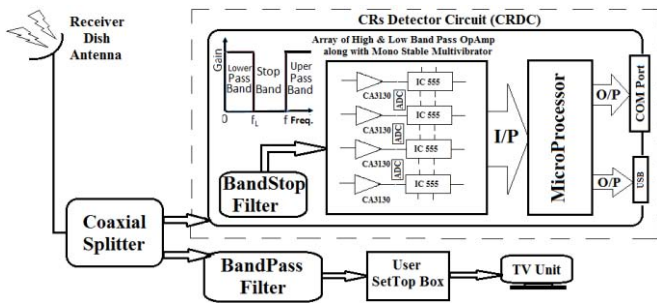 Receiver
Dish
Antenna
CRs Detector Circuit (CRDC)
Array of High & Low Band Pass OpAmp
along with Mono Stable Multivibrator
Gain
Lower
Pass
Band
Stop
Band
Uper
Pass
Band
0
fL
f
Freq.
IC 555
CA3130
ADC
IC 555
CA3130
ADC
IC 555
CA3130
ADC
IC 555
CA3130
I/P
MicroProcessor
O/P
COM Port
O/P
USB
BandStop
Filter
Coaxial
Splitter
BandPass
Filter
User
SetTop Box
TV Unit